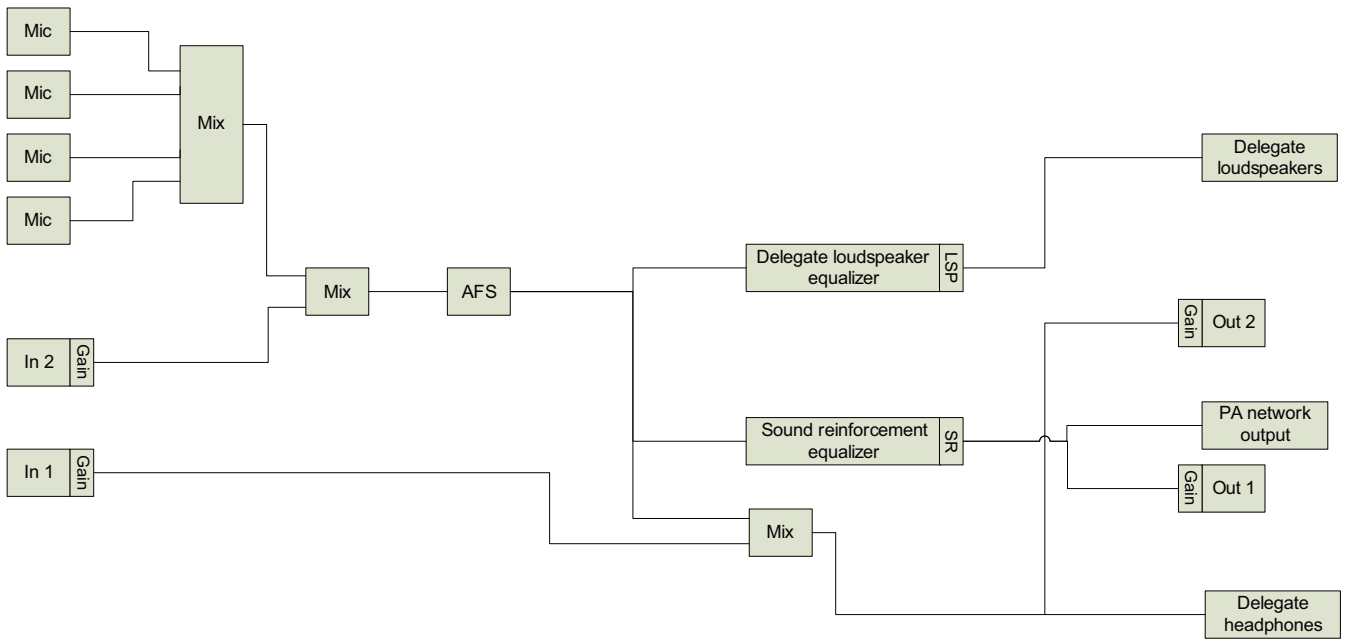 Mic
Mic
Mic
Mic
Mix
In 2
Gain
In 1
Gain
Mix
AFS
Delegate loudspeaker
equalizer
LSP
Sound reinforcement
equalizer
SR
Mix
Delegate
loudspeakers
Gain
Out 2
PA network
output
Gain
Out 1
Delegate
headphones